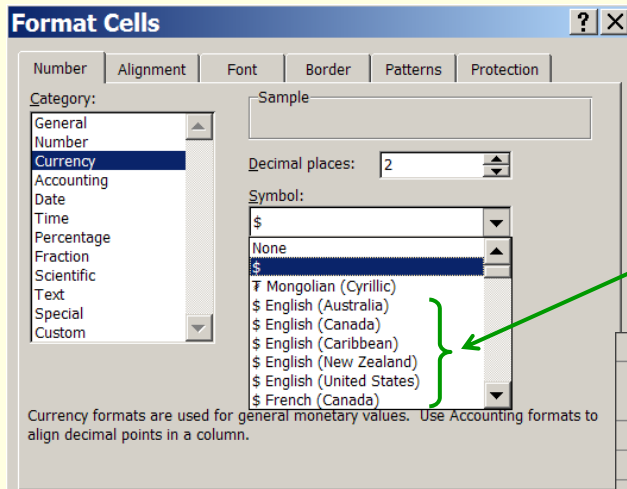 Format Cells
Number Alignment Font Border Patterns Protection
Category:
General
Number
Currency
Accounting
Date
Time
Percentage
Fraction
Scientific
Text
Special
Custom
Sample
Decimal places: 2
Symbol:
$
None
$
₮ Mongolian (Cyrillic)
$ English (Australia)
$ English (Canada)
$ English (Caribbean)
$ English (New Zealand)
$ English (United States)
$ French (Canada)
Currency formats are used for general monetary values. Use Accounting formats to
align decimal points in a column.